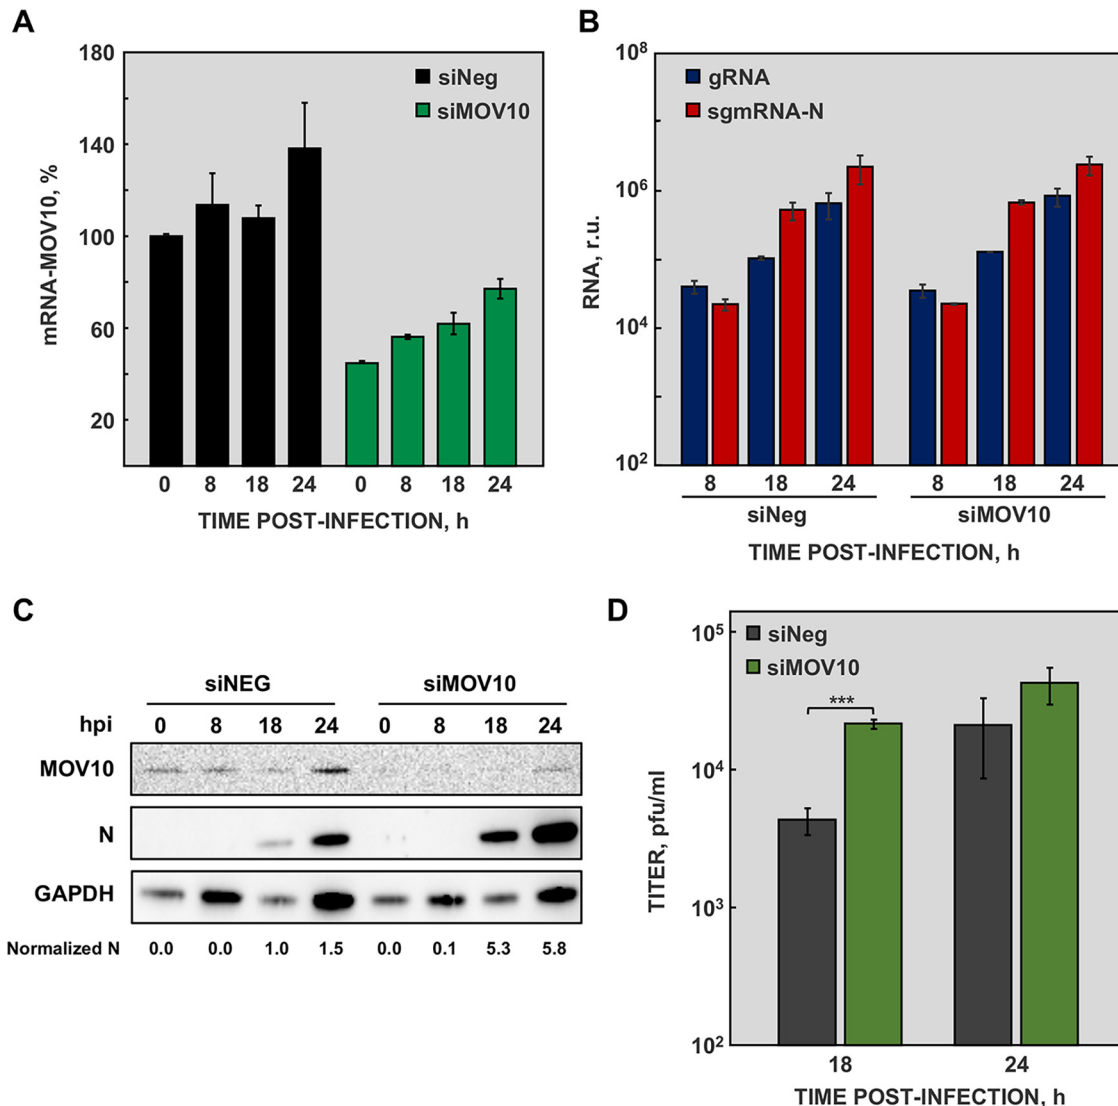 A
mRNA-MOV10, %
180
140
100
60
20
siNeg
siMOV10
0 8 18 24 0 8 18 24
TIME POST-INFECTION, h
B
RNA, r.u.
10⁸
10⁶
10⁴
10²
gRNA
sgmRNA-N
8 18 24 8 18 24
siNeg siMOV10
TIME POST-INFECTION, h
C
siNEG siMOV10
hpi 0 8 18 24 0 8 18 24
MOV10
N
GAPDH
Normalized N 0.0 0.0 1.0 1.5 0.0 0.1 5.3 5.8
D
TITER, pfu/ml
10⁵
10⁴
10³
10²
siNeg
siMOV10
***
18 24
TIME POST-INFECTION, h